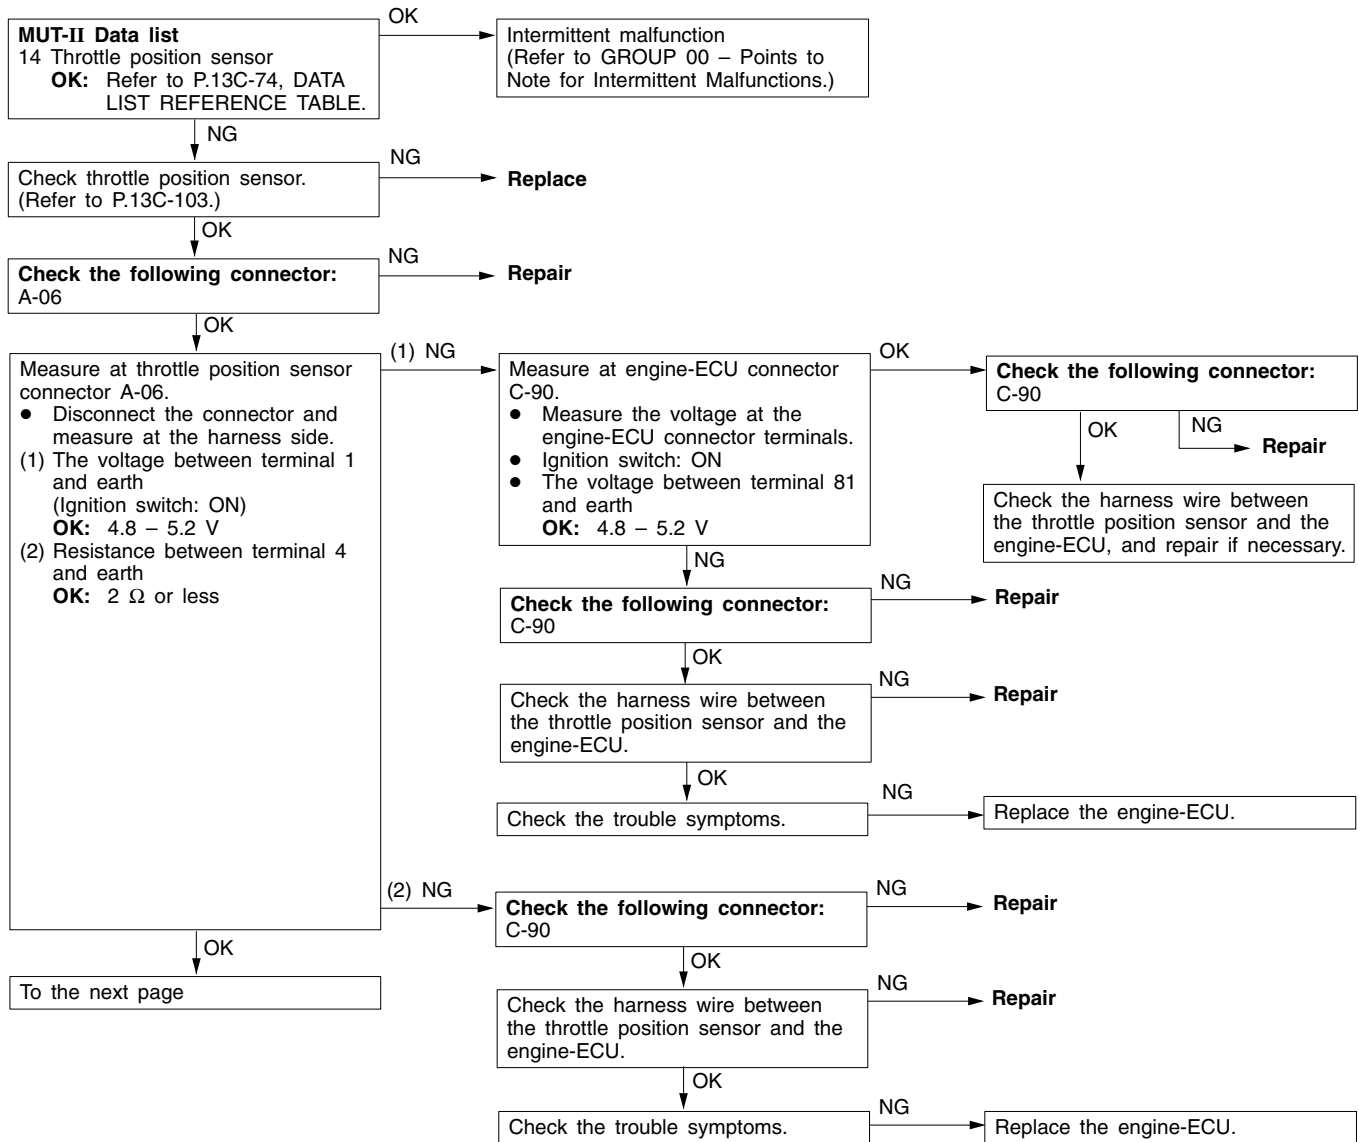 MUT-II Data list
14 Throttle position sensor
OK: Refer to P.13C-74, DATA
LIST REFERENCE TABLE.
OK
Intermittent malfunction
(Refer to GROUP 00 – Points to
Note for Intermittent Malfunctions.)
NG
Check throttle position sensor.
(Refer to P.13C-103.)
NG
Replace
OK
Check the following connector:
A-06
NG
Repair
OK
Measure at throttle position sensor
connector A-06.
● Disconnect the connector and
measure at the harness side.
(1) The voltage between terminal 1
and earth
(Ignition switch: ON)
OK: 4.8 – 5.2 V
(2) Resistance between terminal 4
and earth
OK: 2 Ω or less
(1) NG
Measure at engine-ECU connector
C-90.
● Measure the voltage at the
engine-ECU connector terminals.
● Ignition switch: ON
● The voltage between terminal 81
and earth
OK: 4.8 – 5.2 V
OK
Check the following connector:
C-90
OK
NG
Repair
Check the harness wire between
the throttle position sensor and the
engine-ECU, and repair if necessary.
NG
Check the following connector:
C-90
NG
Repair
OK
Check the harness wire between
the throttle position sensor and the
engine-ECU.
NG
Repair
OK
Check the trouble symptoms.
NG
Replace the engine-ECU.
(2) NG
Check the following connector:
C-90
NG
Repair
OK
Check the harness wire between
the throttle position sensor and the
engine-ECU.
NG
Repair
OK
Check the trouble symptoms.
NG
Replace the engine-ECU.
OK
To the next page